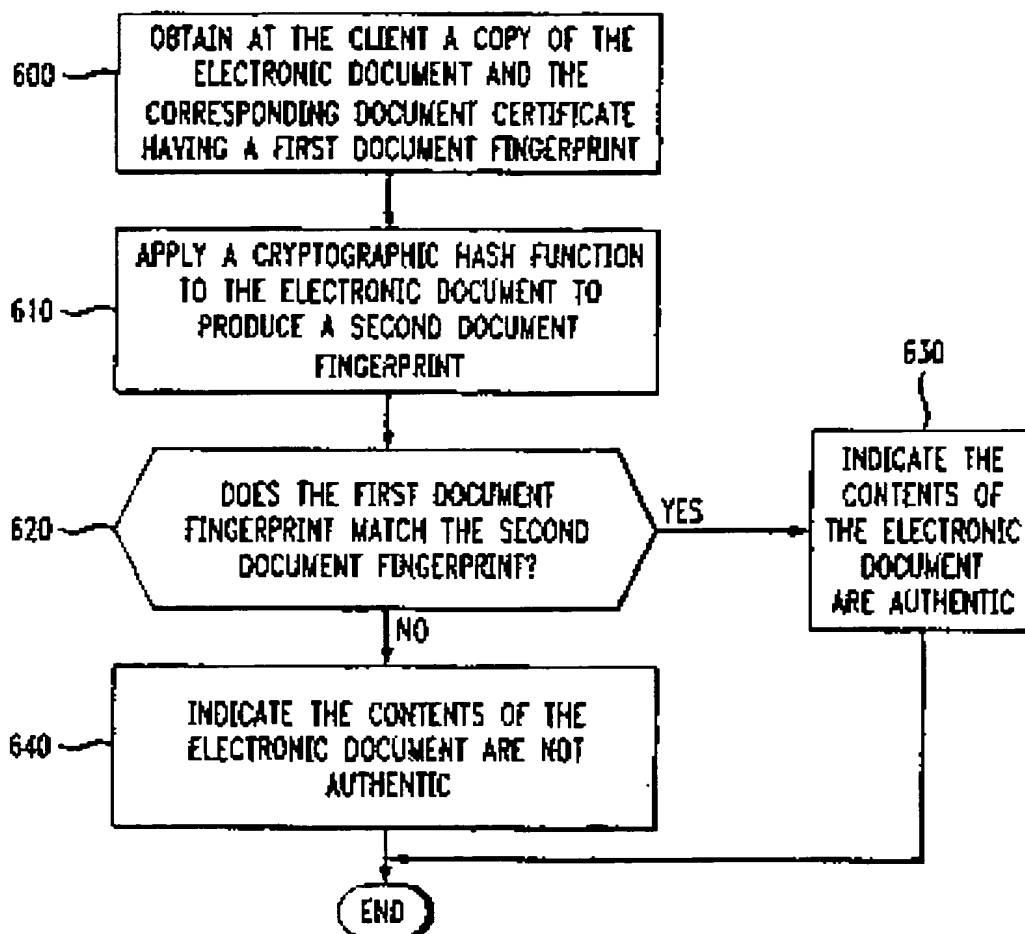 600
OBTAIN AT THE CLIENT A COPY OF THE
ELECTRONIC DOCUMENT AND THE
CORRESPONDING DOCUMENT CERTIFICATE
HAVING A FIRST DOCUMENT FINGERPRINT
610
APPLY A CRYPTOGRAPHIC HASH FUNCTION
TO THE ELECTRONIC DOCUMENT TO
PRODUCE A SECOND DOCUMENT
FINGERPRINT
620
DOES THE FIRST DOCUMENT
FINGERPRINT MATCH THE SECOND
DOCUMENT FINGERPRINT?
YES
630
INDICATE THE
CONTENTS OF
THE ELECTRONIC
DOCUMENT
ARE AUTHENTIC
NO
640
INDICATE THE CONTENTS OF THE
ELECTRONIC DOCUMENT ARE NOT
AUTHENTIC
END